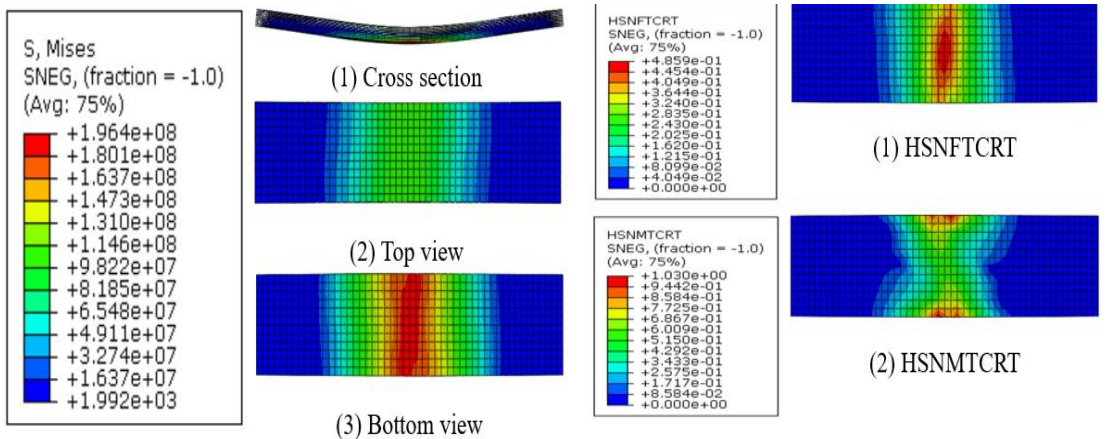 S, Mises
SNEG, (fraction = -1.0)
(Avg: 75%)
+1.964e+08
+1.801e+08
+1.637e+08
+1.473e+08
+1.310e+08
+1.146e+08
+9.822e+07
+8.185e+07
+6.548e+07
+4.911e+07
+3.274e+07
+1.637e+07
+1.992e+03
(1) Cross section
(2) Top view
(3) Bottom view
HSNFTCRT
SNEG, (fraction = -1.0)
(Avg: 75%)
+4.859e-01
+4.454e-01
+4.049e-01
+3.644e-01
+3.240e-01
+2.835e-01
+2.430e-01
+2.025e-01
+1.620e-01
+1.215e-01
+8.099e-02
+4.049e-02
+0.000e+00
(1) HSNFTCRT
HSNMTCRT
SNEG, (fraction = -1.0)
(Avg: 75%)
+1.030e+00
+9.442e-01
+8.584e-01
+7.725e-01
+6.867e-01
+6.009e-01
+5.150e-01
+4.292e-01
+3.433e-01
+2.575e-01
+1.717e-01
+8.584e-02
+0.000e+00
(2) HSNMTCRT